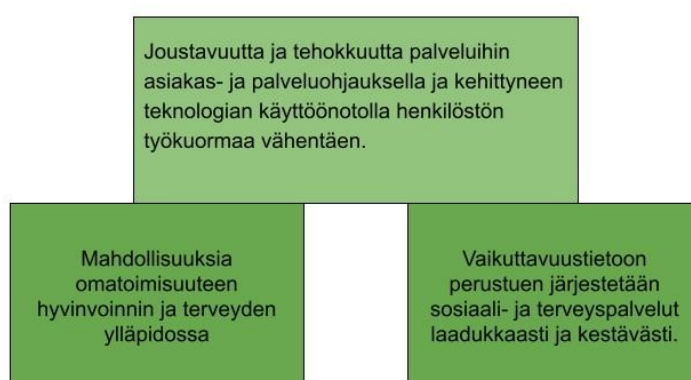 Joustavuutta ja tehokkuutta palveluihin
asiakas- ja palveluohjauksella ja kehittyneen
teknologian käyttöönotolla henkilöstön
työkuormaa vähentäen.
Mahdollisuuksia
omatoimisuuteen
hyvinvoinnin ja terveyden
ylläpidossa
Vaikuttavuustietoon
perustuen järjestetään
sosiaali- ja terveyspalvelut
laadukkaasti ja kestävästi.